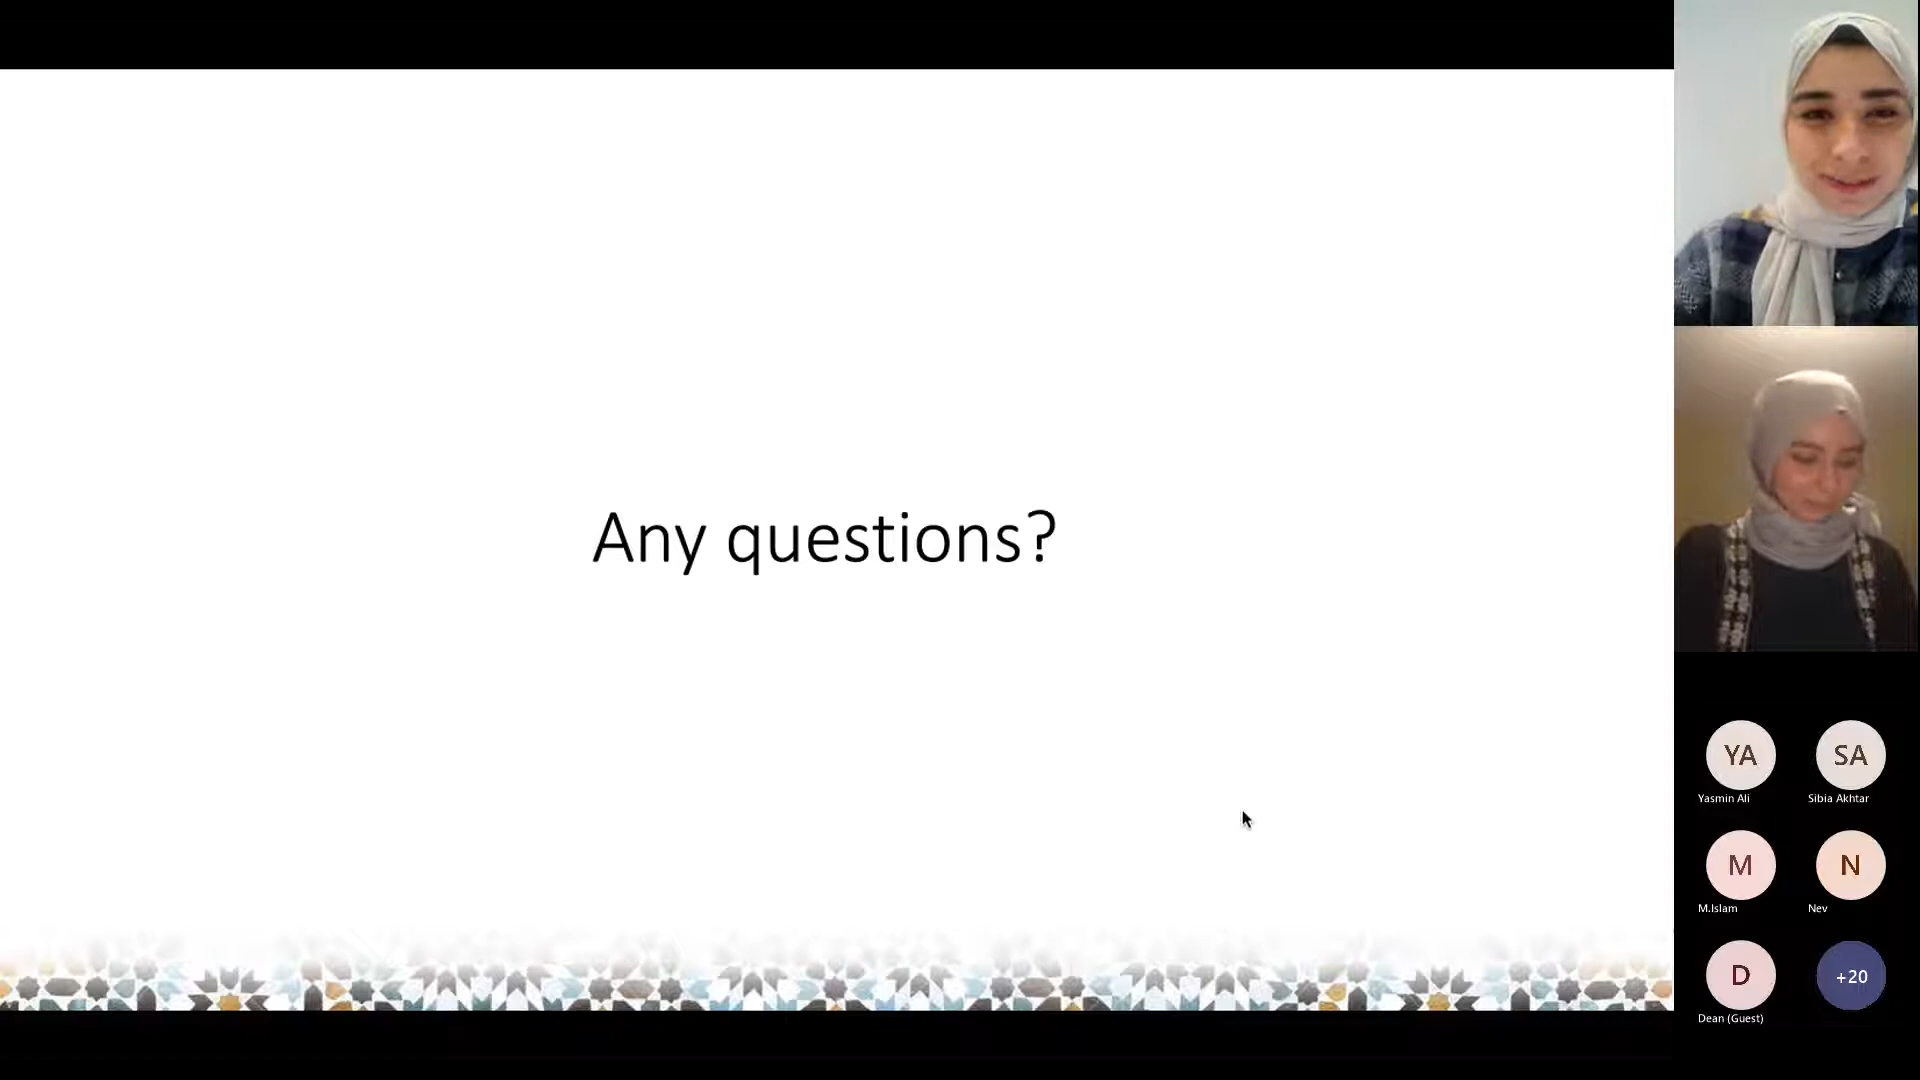 Any questions?
YA
SA
Yasmin Ali
Sibia Akhtar
M
N
M.Islam
Nev
D
+20
Dean (Guest)